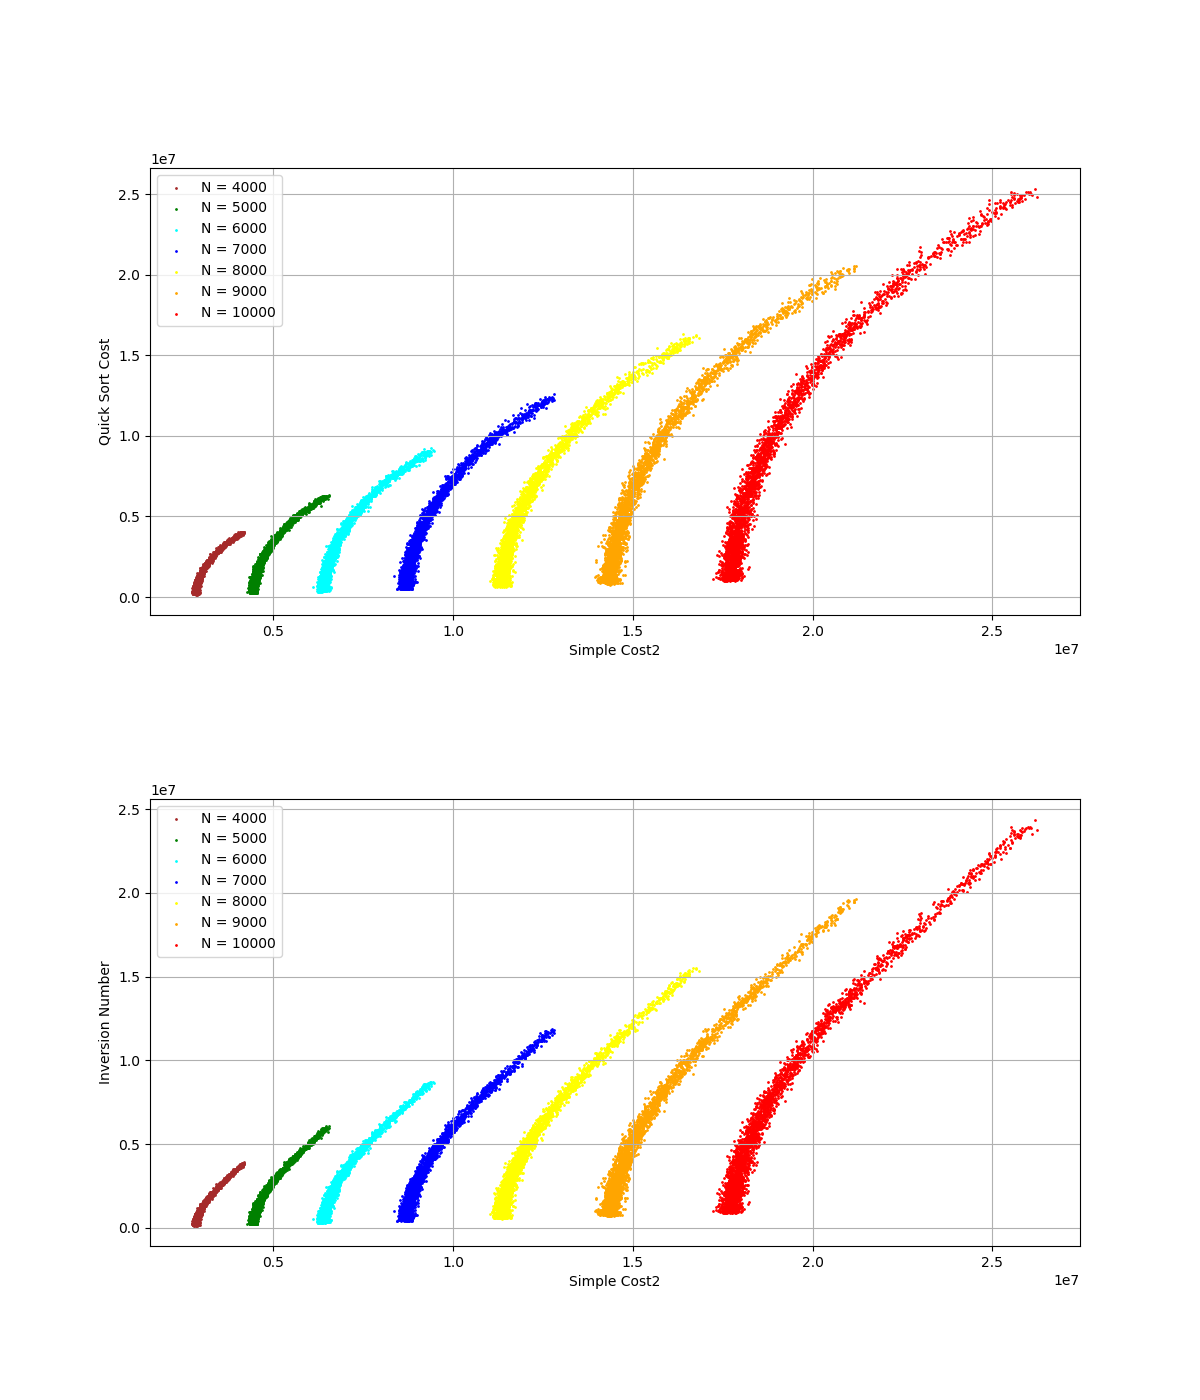 1e7
2.5
2.0
1.5
1.0
0.5
0.0
Quick Sort Cost
N = 4000
N = 5000
N = 6000
N = 7000
N = 8000
N = 9000
N = 10000
0.5 1.0 1.5 2.0 2.5
Simple Cost2
1e7
1e7
2.5
2.0
1.5
1.0
0.5
0.0
Inversion Number
N = 4000
N = 5000
N = 6000
N = 7000
N = 8000
N = 9000
N = 10000
0.5 1.0 1.5 2.0 2.5
Simple Cost2
1e7